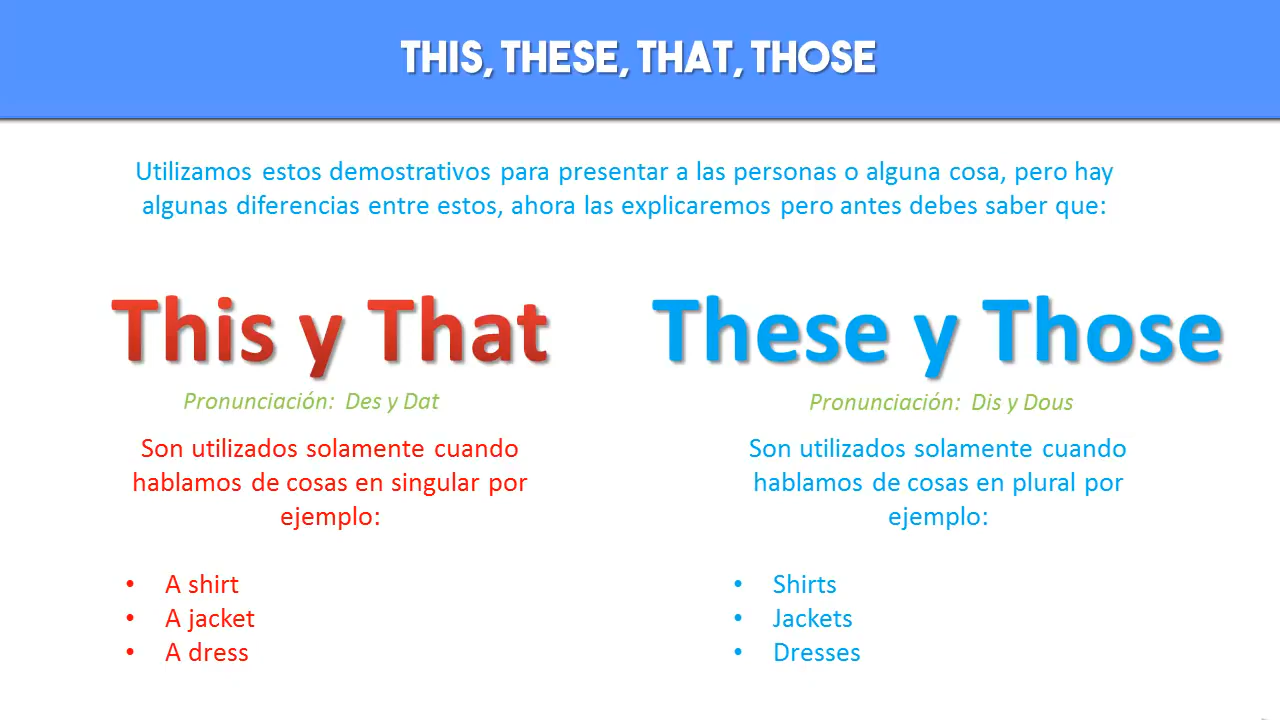 THIS, THESE, THAT, THOSE
Utilizamos estos demostrativos para presentar a las personas o alguna cosa, pero hay
algunas diferencias entre estos, ahora las explicaremos pero antes debes saber que:
This y That
Pronunciación: Des y Dat
Son utilizados solamente cuando
hablamos de cosas en singular por
ejemplo:
• A shirt
• A jacket
• A dress
These y Those
Pronunciación: Dis y Dous
Son utilizados solamente cuando
hablamos de cosas en plural por
ejemplo:
• Shirts
• Jackets
• Dresses